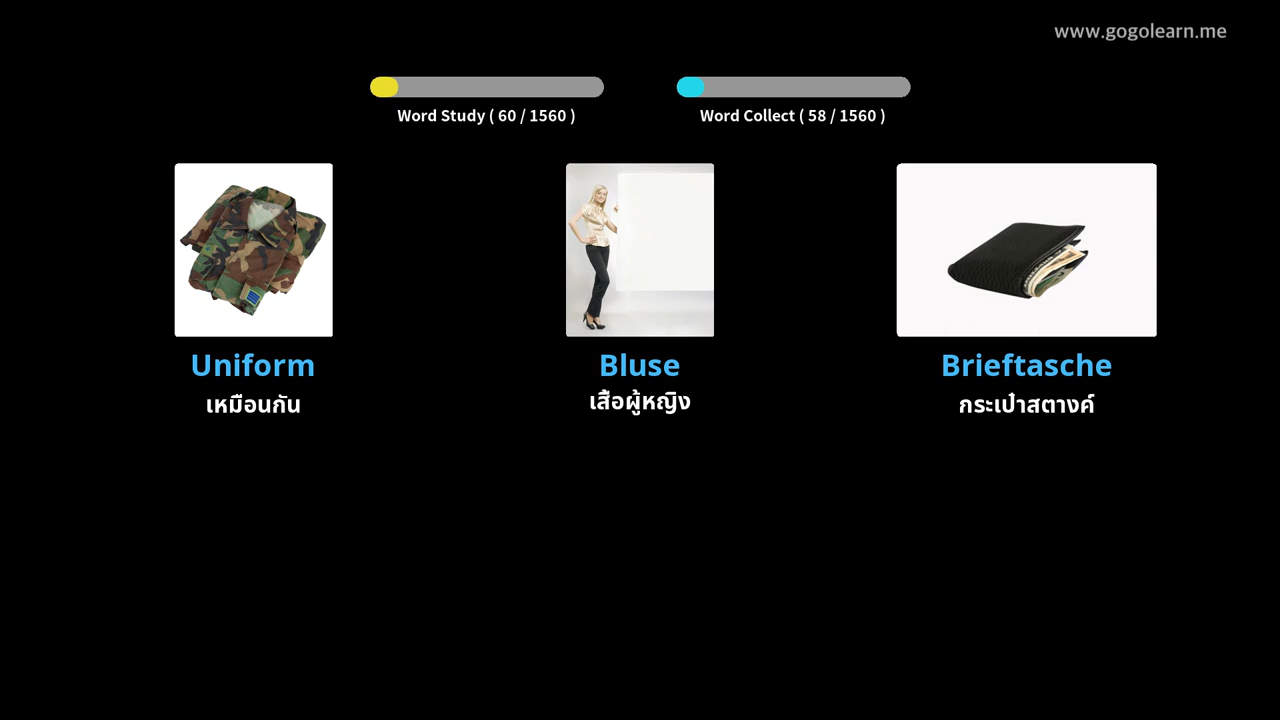 www.gogolearn.me
Word Study ( 60 / 1560 )
Word Collect ( 58 / 1560 )
Uniform
Bluse
Brieftasche
เหมือนกัน
เสื้อผู้หญิง
กระเป๋าสตางค์